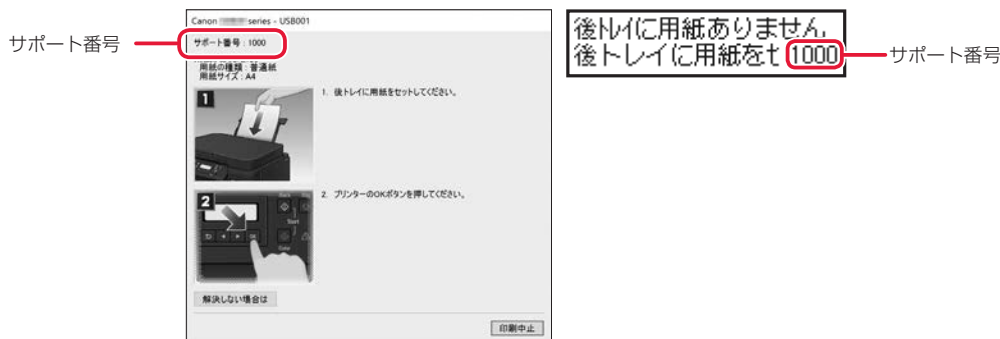 サポート番号
Canon series - USB001
サポート番号 : 1000
用紙の種類 : 普通紙
用紙サイズ : A4
1
1. 後トレイに用紙をセットしてください。
2
2. プリンターのOKボタンを押してください。
Start
OK
解決しない場合は
印刷中止
後トレイに用紙ありません。
後トレイに用紙をセ 1000
サポート番号